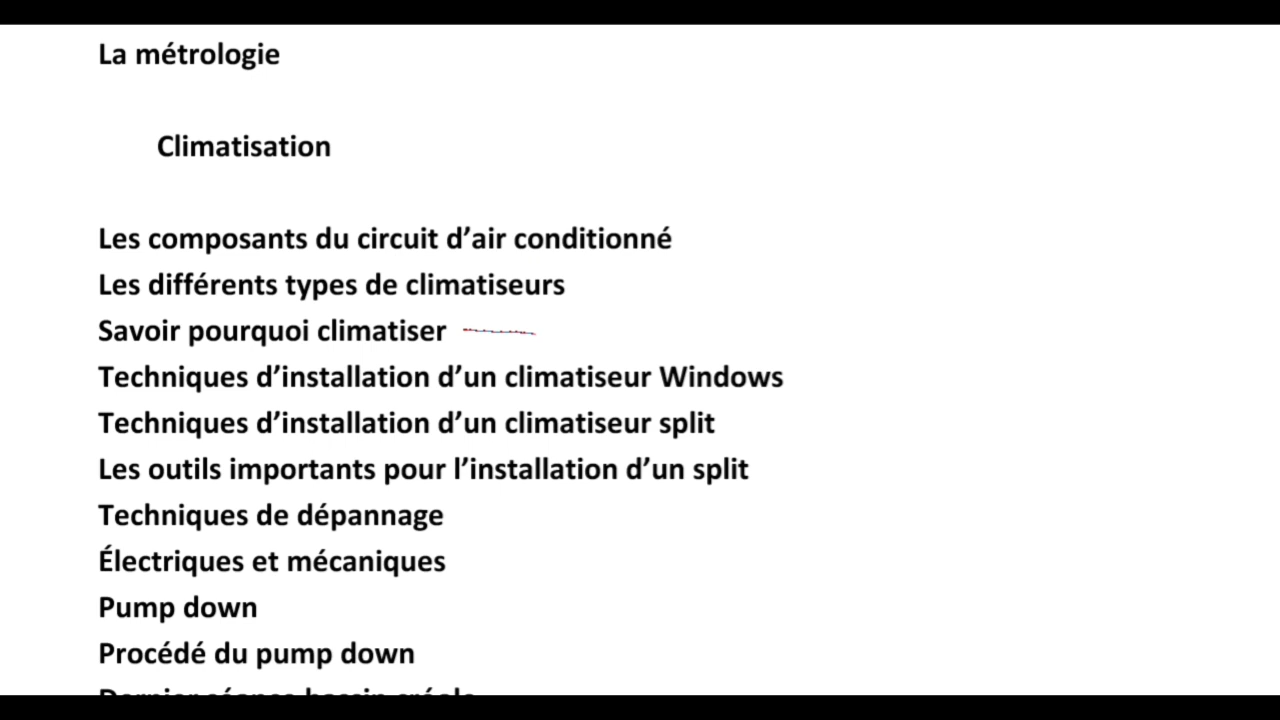 La métrologie
Climatisation
Les composants du circuit d’air conditionné
Les différents types de climatiseurs
Savoir pourquoi climatiser
Techniques d’installation d’un climatiseur Windows
Techniques d’installation d’un climatiseur split
Les outils importants pour l’installation d’un split
Techniques de dépannage
Électriques et mécaniques
Pump down
Procédé du pump down